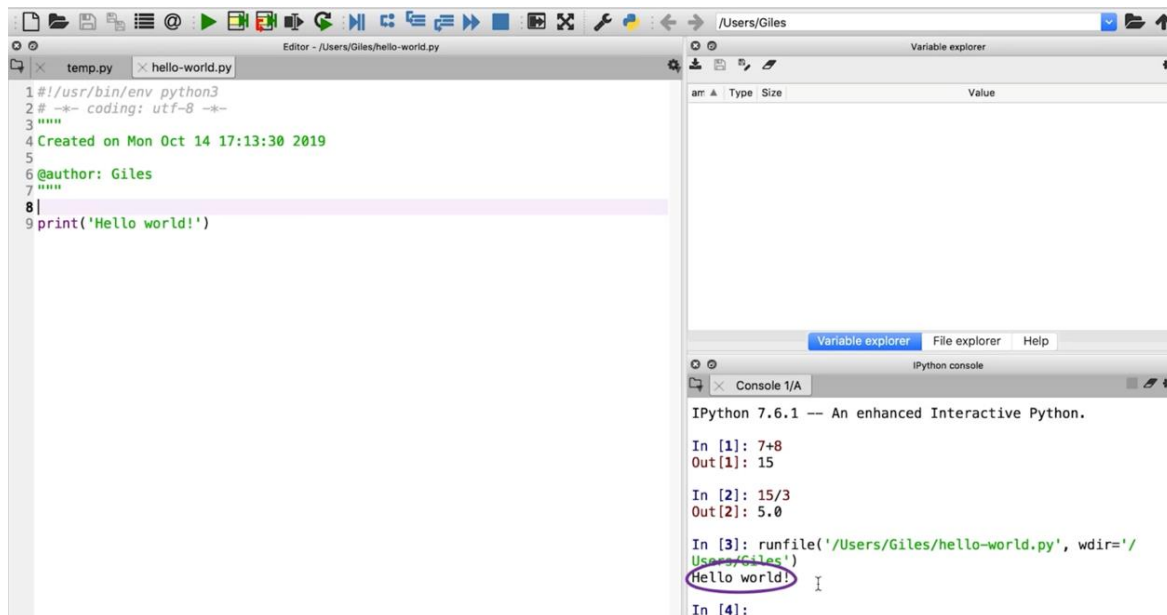 /Users/Giles
Editor - /Users/Giles/hello-world.py
temp.py
hello-world.py
1 #!/usr/bin/env python3
2 # -*- coding: utf-8 -*-
3 """
4 Created on Mon Oct 14 17:13:30 2019
5
6 @author: Giles
7 """
8
9 print('Hello world!')
Variable explorer
am Type Size Value
Variable explorer File explorer Help
IPython console
Console 1/A
IPython 7.6.1 -- An enhanced Interactive Python.
In [1]: 7+8
Out[1]: 15
In [2]: 15/3
Out[2]: 5.0
In [3]: runfile('/Users/Giles/hello-world.py', wdir='/
Users/Giles')
Hello world!
In [4]: